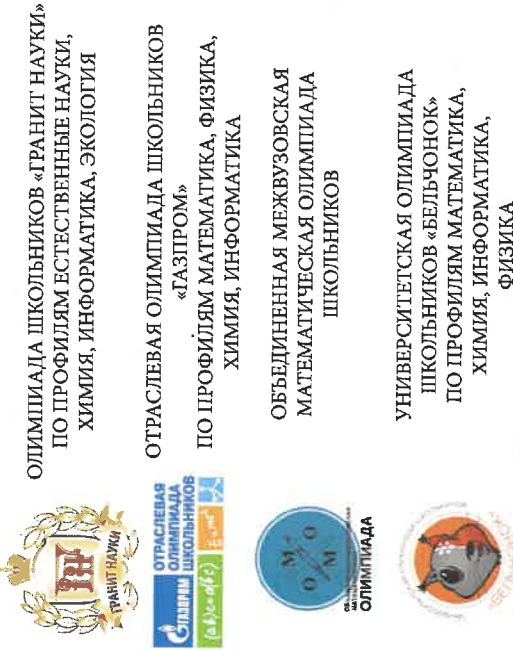 ОЛИМПИАДА ШКОЛЬНИКОВ «ГРАНИТ НАУКИ»
ПО ПРОФИЛЯМ ЕСТЕСТВЕННЫЕ НАУКИ,
ХИМИЯ, ИНФОРМАТИКА, ЭКОЛОГИЯ
ГРАНИТ НАУКИ
ОТРАСЛЕВАЯ ОЛИМПИАДА ШКОЛЬНИКОВ
«ГАЗПРОМ»
ПО ПРОФИЛЯМ МАТЕМАТИКА, ФИЗИКА,
ХИМИЯ, ИНФОРМАТИКА
ГАЗПРОМ
ОТРАСЛЕВАЯ
ОЛИМПИАДА
ШКОЛЬНИКОВ
E=mc²
ОБЪЕДИНЕННАЯ МЕЖВУЗОВСКАЯ
МАТЕМАТИЧЕСКАЯ ОЛИМПИАДА
ШКОЛЬНИКОВ
О М М О
ОЛИМПИАДА
УНИВЕРСИТЕТСКАЯ ОЛИМПИАДА
ШКОЛЬНИКОВ «БЕЛЬЧОНОК»
ПО ПРОФИЛЯМ МАТЕМАТИКА,
ХИМИЯ, ИНФОРМАТИКА,
ФИЗИКА
«БЕЛЬЧОНОК»